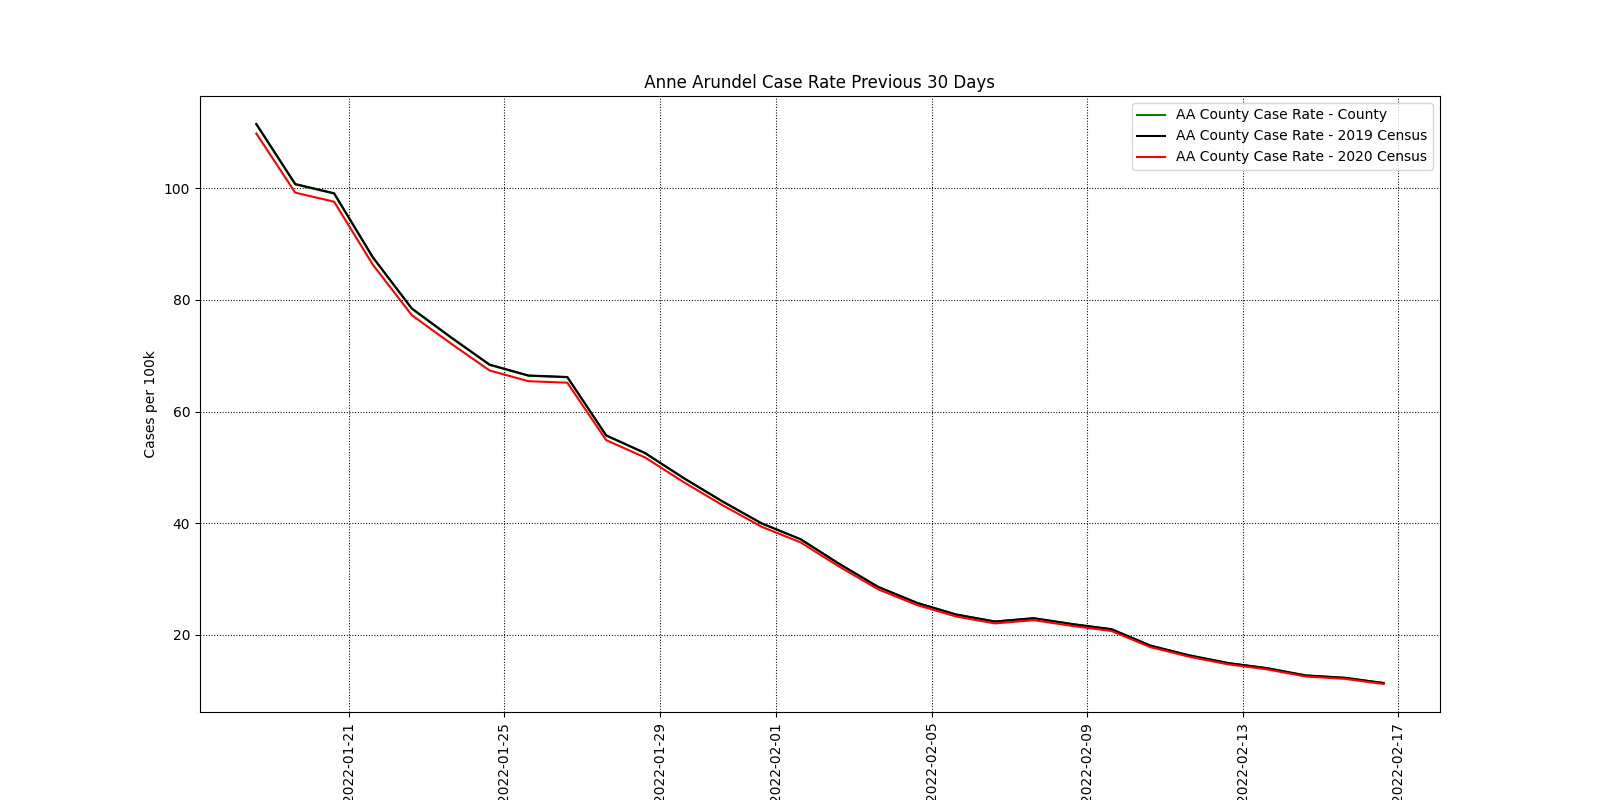 Anne Arundel Case Rate Previous 30 Days
AA County Case Rate - County
AA County Case Rate - 2019 Census
AA County Case Rate - 2020 Census
Cases per 100k
100
80
60
40
20
2022-01-21
2022-01-25
2022-01-29
2022-02-01
2022-02-05
2022-02-09
2022-02-13
2022-02-17